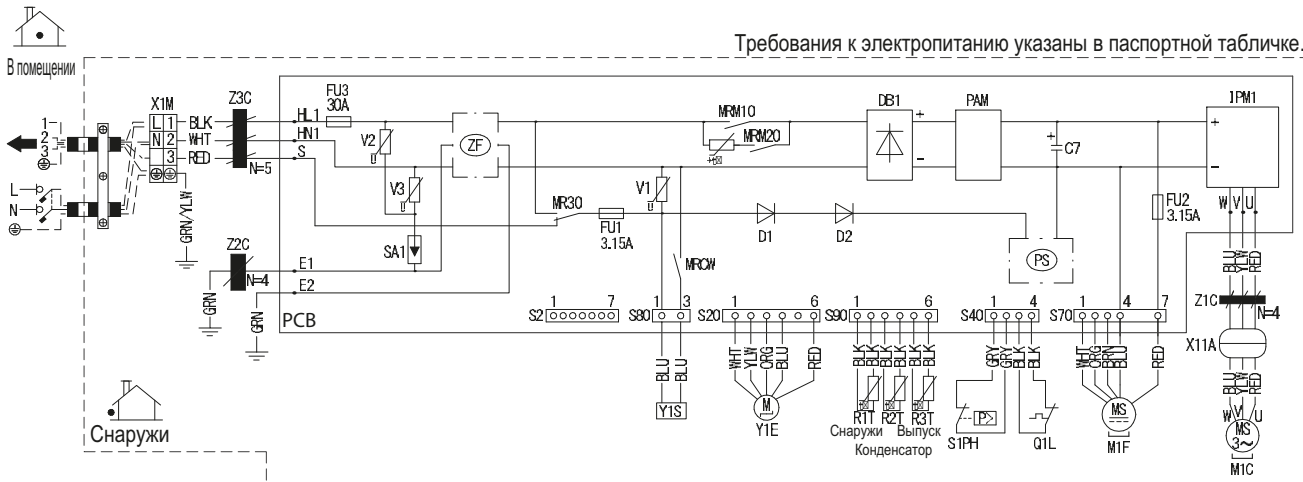 Требования к электропитанию указаны в паспортной табличке.
В помещении
X1M
Z3C
FU3
30A
HL1
HN1
S
1
2
3
L 1
N 2
3
BLK
WHT
RED
N=5
L
N
GRN/YLW
V2
V3
SA1
ZF
MRM10
MRM20
DB1
+
-
PAM
+
C7
IPM1
+
-
V1
MR30
FU1
3.15A
D1
D2
PS
FU2
3.15A
W V U
BLU
YLW
RED
Z2C
N=4
GRN
GRN
E1
E2
MRCW
PCB
S2
1 7
S80
1 3
S20
1 6
S90
1 6
S40
1 4
S70
1 4 7
Z1C
N=4
X11A
BLU
BLU
Y1S
WHT
YLW
ORG
BLU
RED
M
Y1E
BLK
BLK
BLK
BLK
BLK
BLK
R1T
R2T
R3T
Снаружи
Выпуск
Конденсатор
GRY
GRY
BLK
BLK
P
S1PH
Q1L
WHT
ORG
BRN
BLU
RED
MS
M1F
BLU
YLW
RED
W V U
MS
3~
M1C
Снаружи